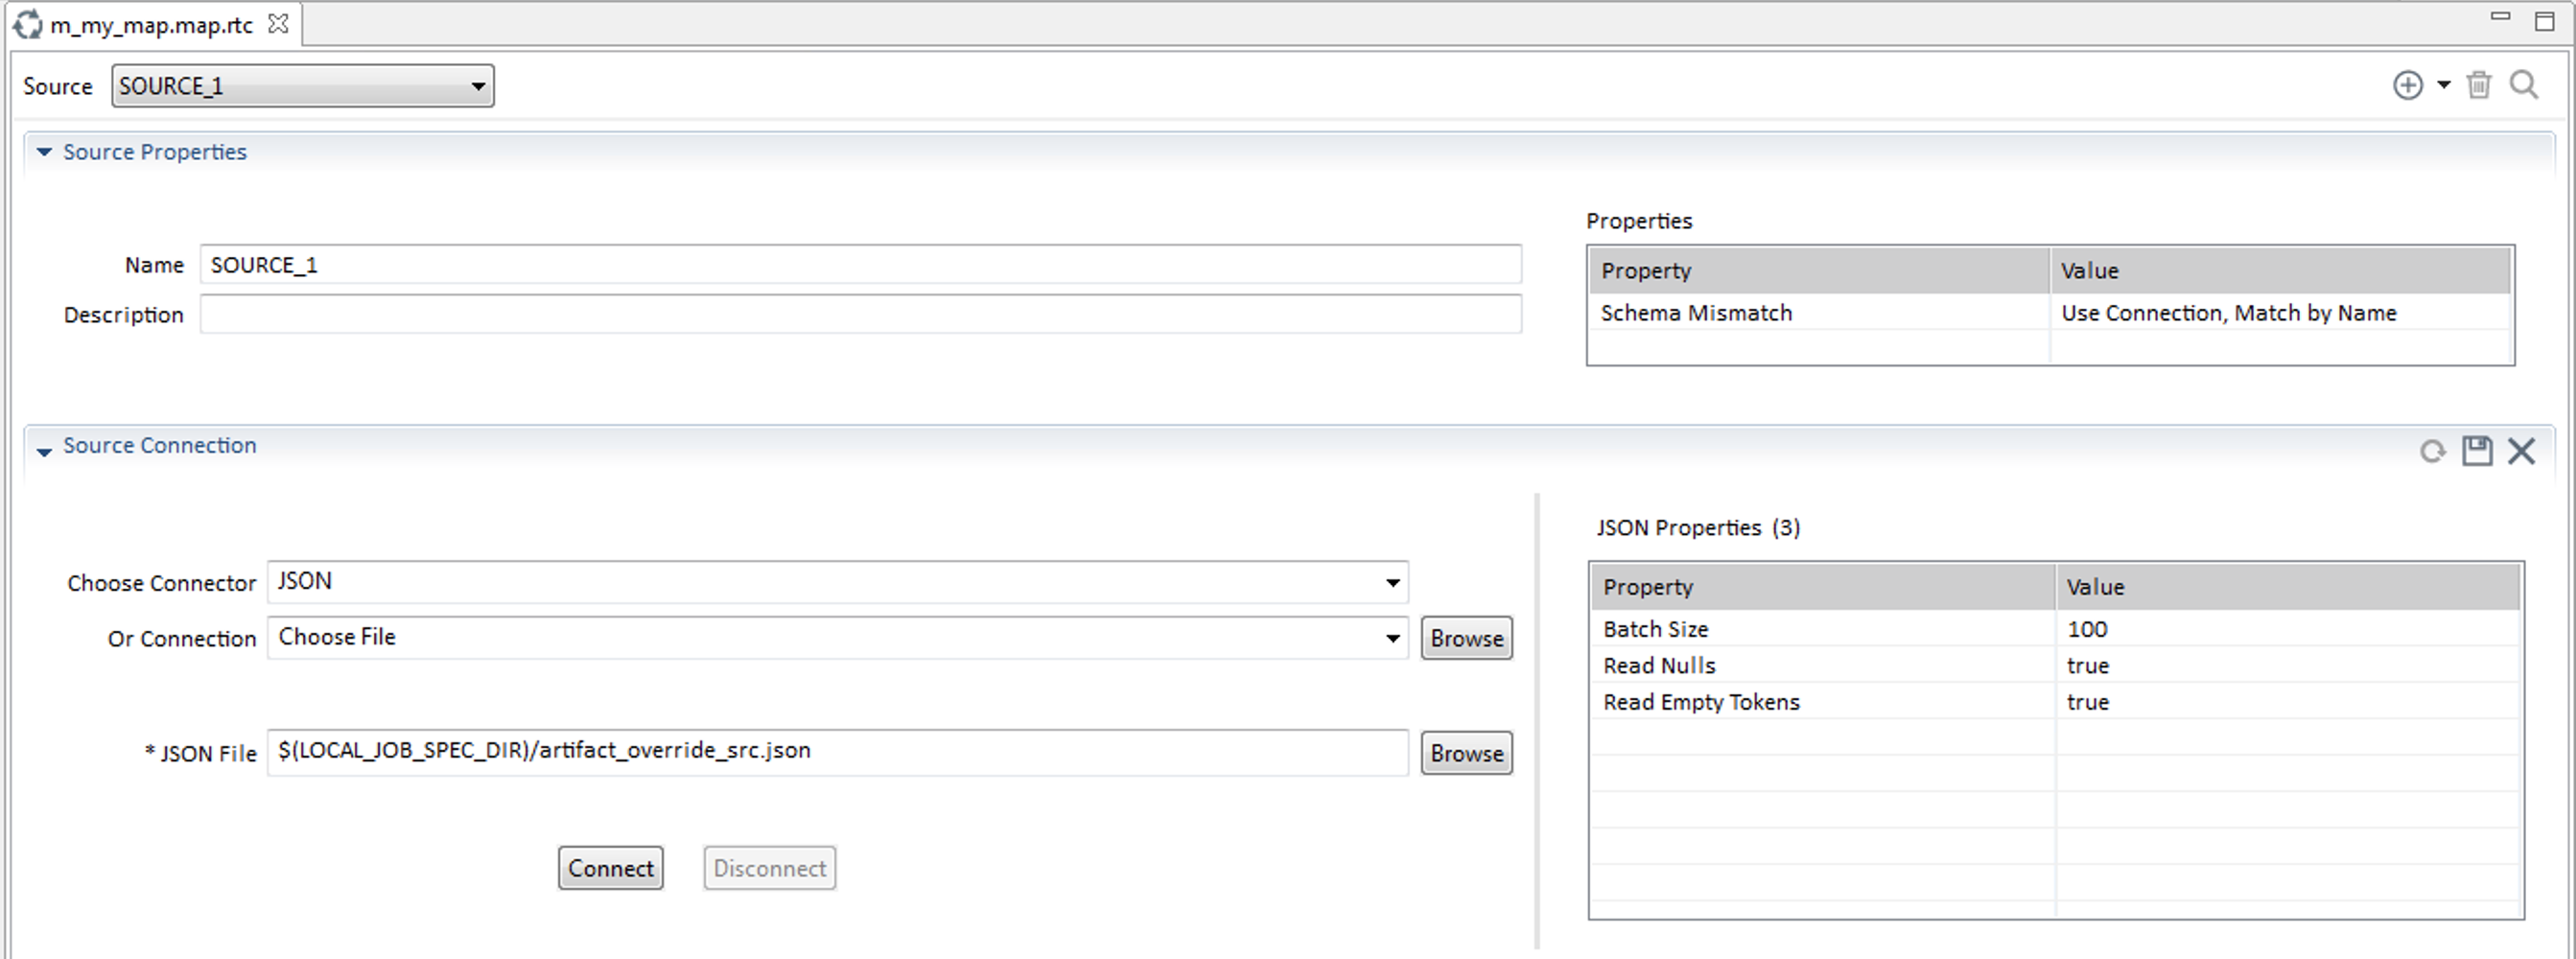 m_my_map.map.rtc
Source SOURCE_1
Source Properties
Properties
Name SOURCE_1
Description
Property Value
Schema Mismatch Use Connection, Match by Name
Source Connection
JSON Properties (3)
Choose Connector JSON
Or Connection Choose File Browse
* JSON File $(LOCAL_JOB_SPEC_DIR)/artifact_override_src.json Browse
Connect Disconnect
Property Value
Batch Size 100
Read Nulls true
Read Empty Tokens true